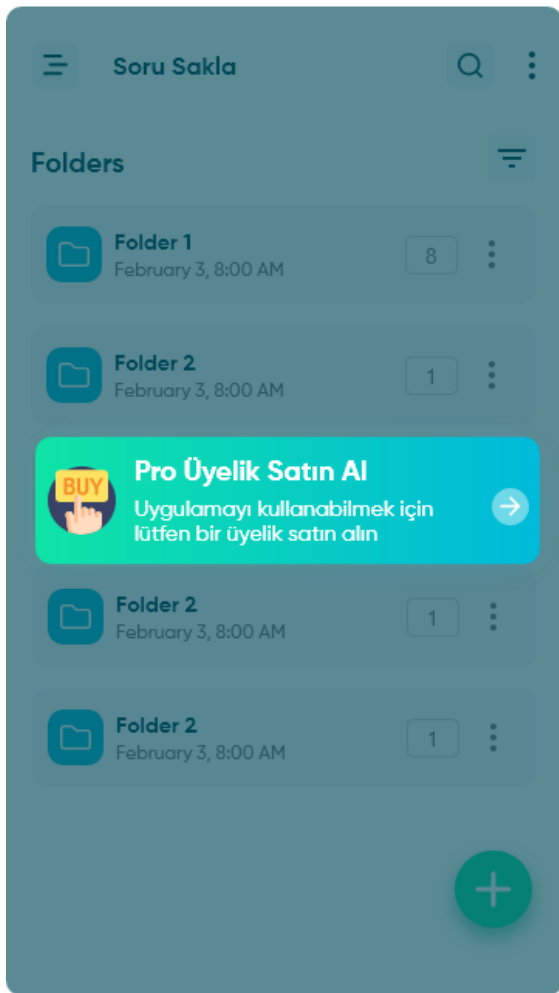 Soru Sakla
Folders
Folder 1
February 3, 8:00 AM
8
Folder 2
February 3, 8:00 AM
1
BUY
Pro Üyelik Satın Al
Uygulamayı kullanabilmek için
lütfen bir üyelik satın alın
Folder 2
February 3, 8:00 AM
1
Folder 2
February 3, 8:00 AM
1